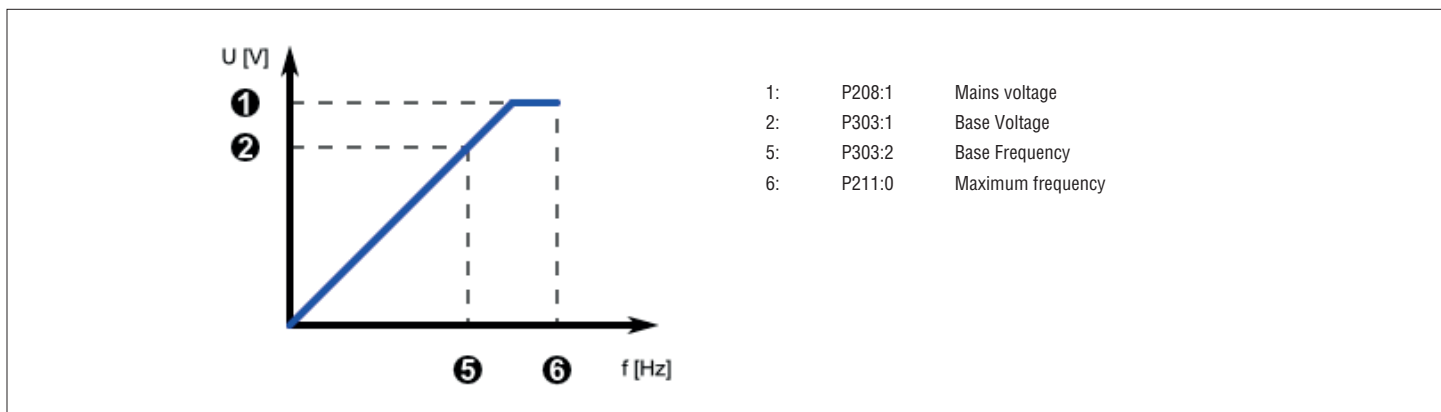 U [V]
❶
❷
❺ ❻ f [Hz]
1: P208:1 Mains voltage
2: P303:1 Base Voltage
5: P303:2 Base Frequency
6: P211:0 Maximum frequency